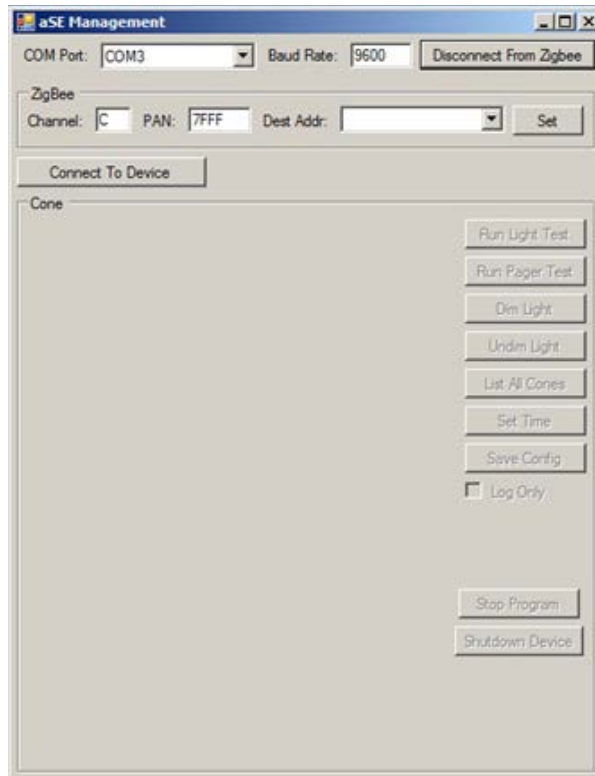 aSE Management
COM Port: COM3 Baud Rate: 9600 Disconnect From Zigbee
ZigBee
Channel: C PAN: 7FFF Dest Addr: Set
Connect To Device
Cone
Run Light Test
Run Pager Test
Dim Light
Undim Light
List All Cones
Set Time
Save Config
Log Only
Stop Program
Shutdown Device